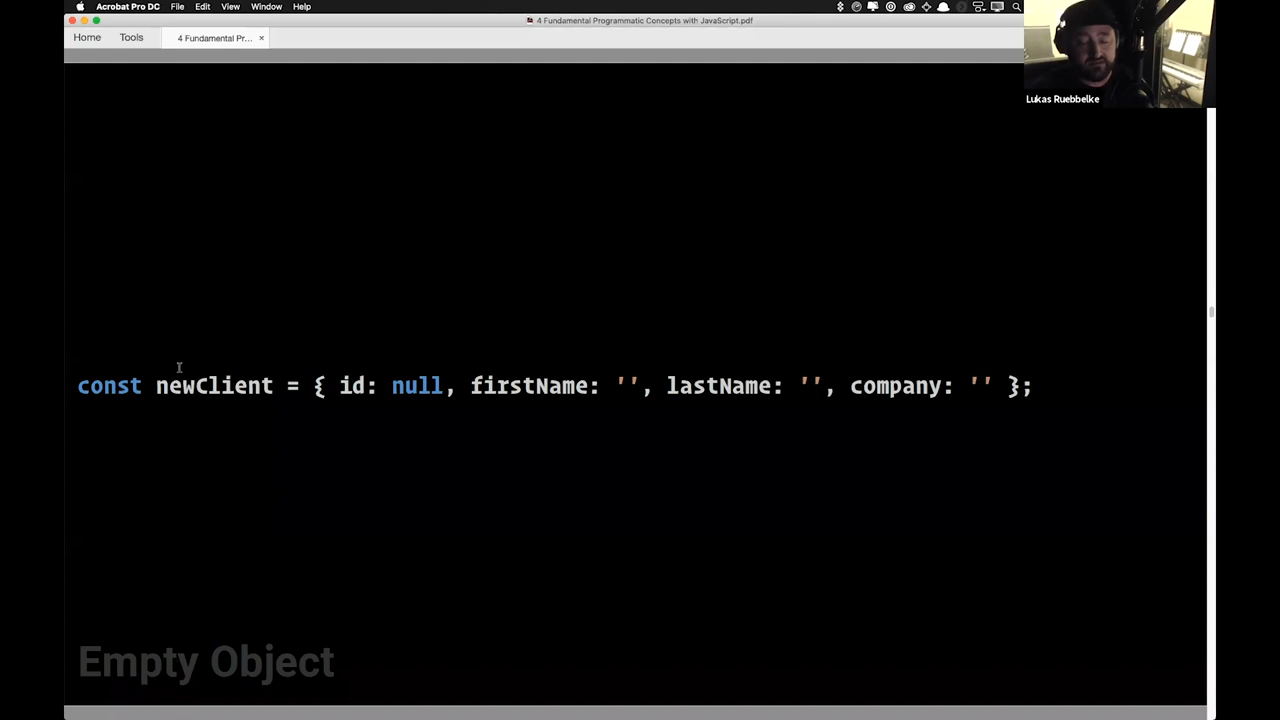 Acrobat Pro DC File Edit View Window Help
4 Fundamental Programmatic Concepts with JavaScript.pdf
Home Tools 4 Fundamental Pr... ×
Lukas Ruebbelke
const newClient = { id: null, firstName: '', lastName: '', company: '' };
Empty Object